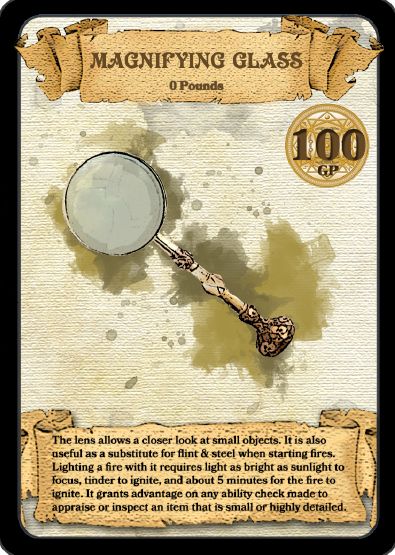 MAGNIFYING GLASS
0 Pounds
100
GP
The lens allows a closer look at small objects. It is also
useful as a substitute for flint & steel when starting fires.
Lighting a fire with it requires light as bright as sunlight to
focus, tinder to ignite, and about 5 minutes for the fire to
ignite. It grants advantage on any ability check made to
appraise or inspect an item that is small or highly detailed.